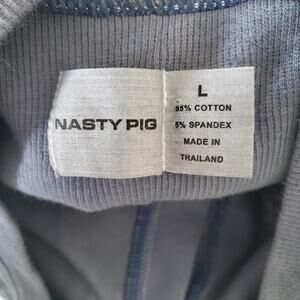 NASTY PIG
L
95% COTTON
5% SPANDEX
MADE IN
THAILAND